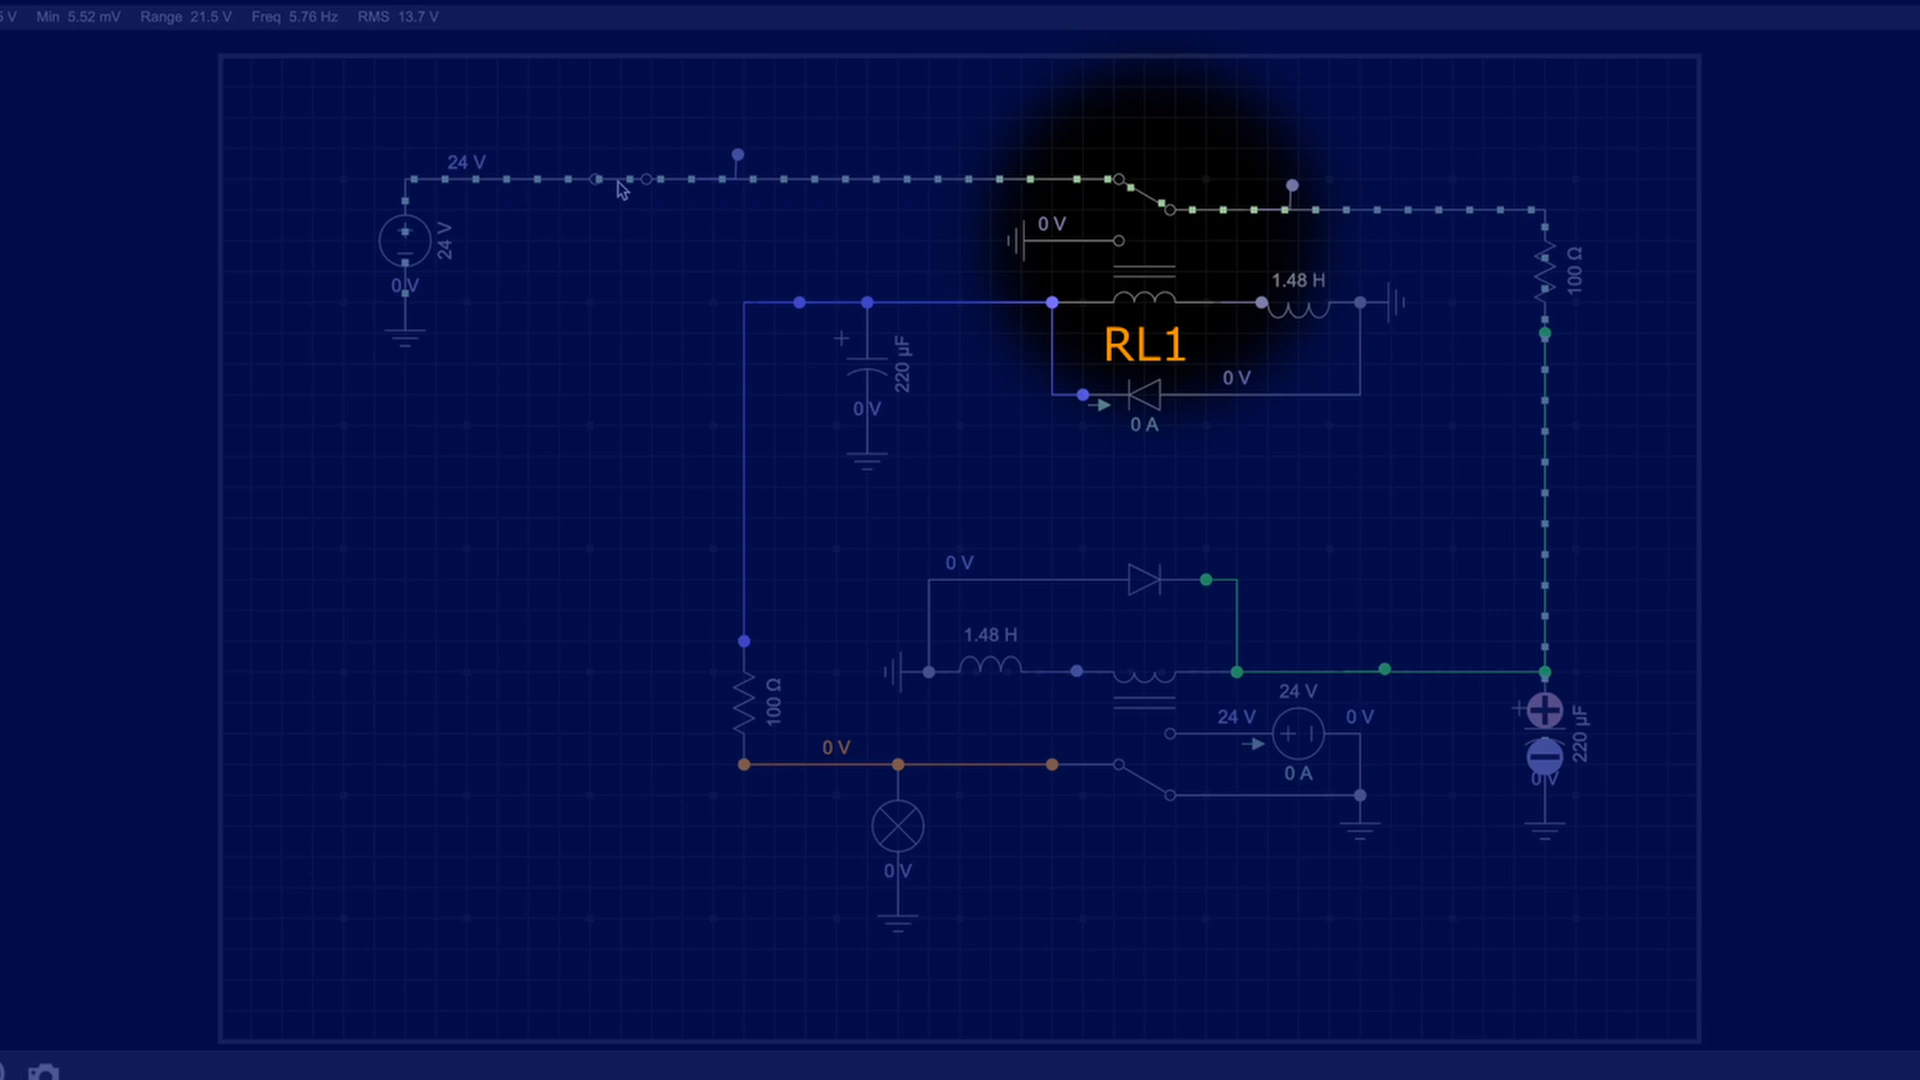 V Min 5.52 mV Range 21.5 V Freq 5.76 Hz RMS 13.7 V
24 V
24 V
0 V
0 V
1.48 H
100 Ω
RL1
220 µF
0 V
0 V
0 A
0 V
1.48 H
24 V
100 Ω
24 V
0 V
220 µF
0 V
0 A
0 V
0 V